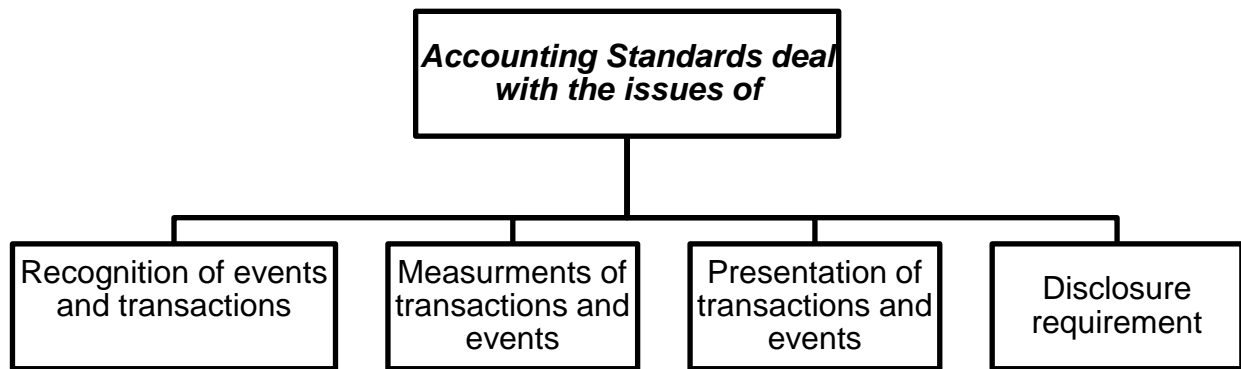 Accounting Standards deal
with the issues of
Recognition of events
and transactions
Measurments of
transactions and
events
Presentation of
transactions and
events
Disclosure
requirement